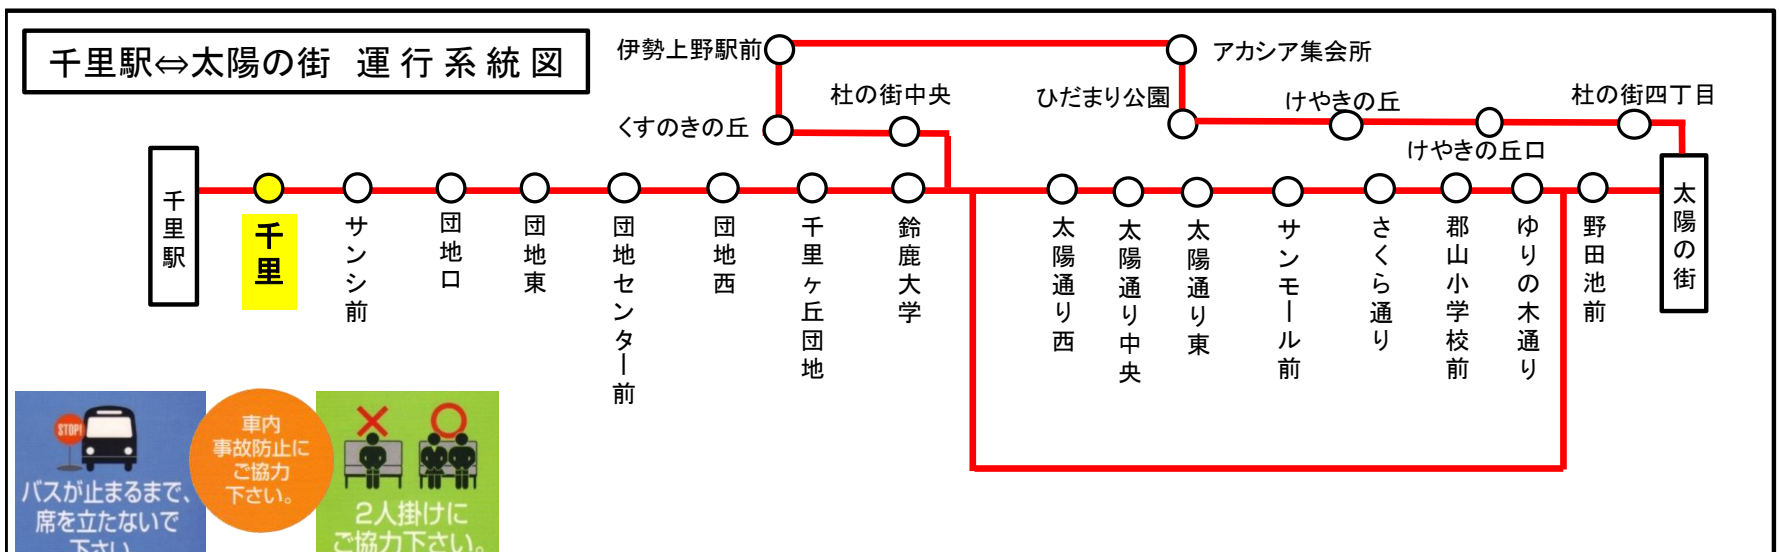 千里駅⇔太陽の街 運行系統図
伊勢上野駅前
アカシア集会所
杜の街中央
ひだまり公園
けやきの丘
杜の街四丁目
くすのきの丘
けやきの丘口
千里駅
千里
サンシ前
団地口
団地東
団地センター前
団地西
千里ヶ丘団地
鈴鹿大学
太陽通り西
太陽通り中央
太陽通り東
サンモール前
さくら通り
郡山小学校前
ゆりの木通り
野田池前
太陽の街
STOP!
バスが止まるまで、
席を立たないで
下さい
車内
事故防止に
ご協力
下さい。
2人掛けに
ご協力下さい。